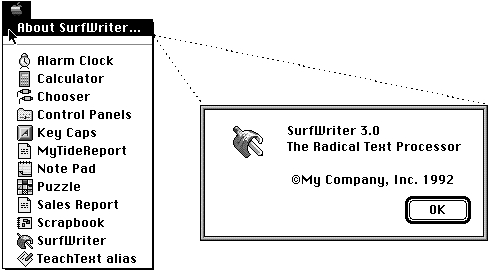 About SurfWriter...
Alarm Clock
Calculator
Chooser
Control Panels
Key Caps
MyTideReport
Note Pad
Puzzle
Sales Report
Scrapbook
SurfWriter
TeachText alias
SurfWriter 3.0
The Radical Text Processor
©My Company, Inc. 1992
OK